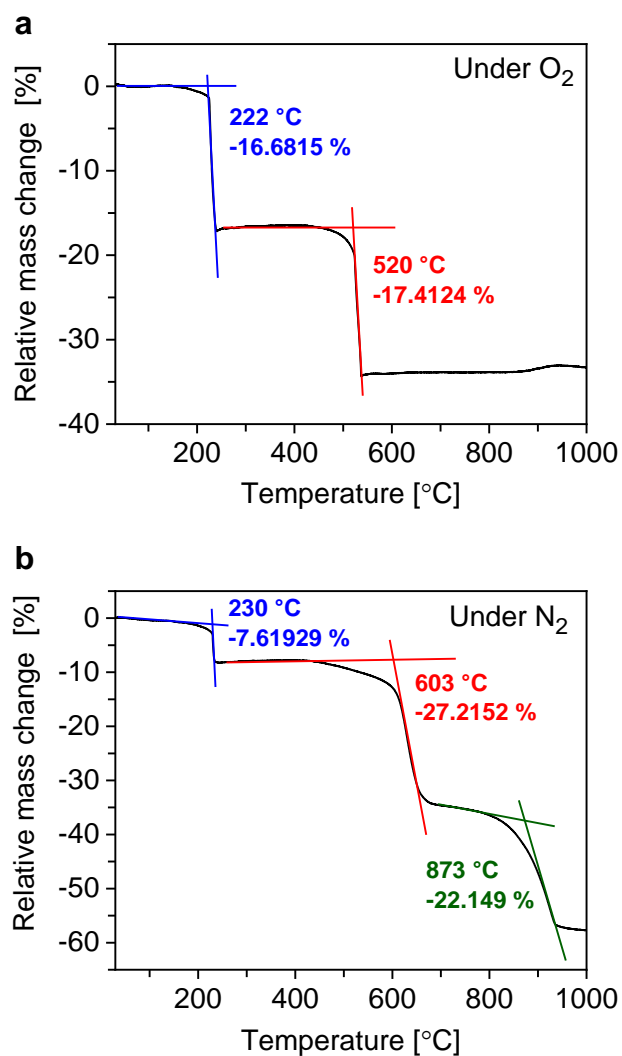 a
Under O₂
Relative mass change [%]
0
-10
-20
-30
-40
222 °C
-16.6815 %
520 °C
-17.4124 %
200 400 600 800 1000
Temperature [°C]
b
Under N₂
Relative mass change [%]
0
-10
-20
-30
-40
-50
-60
230 °C
-7.61929 %
603 °C
-27.2152 %
873 °C
-22.149 %
200 400 600 800 1000
Temperature [°C]